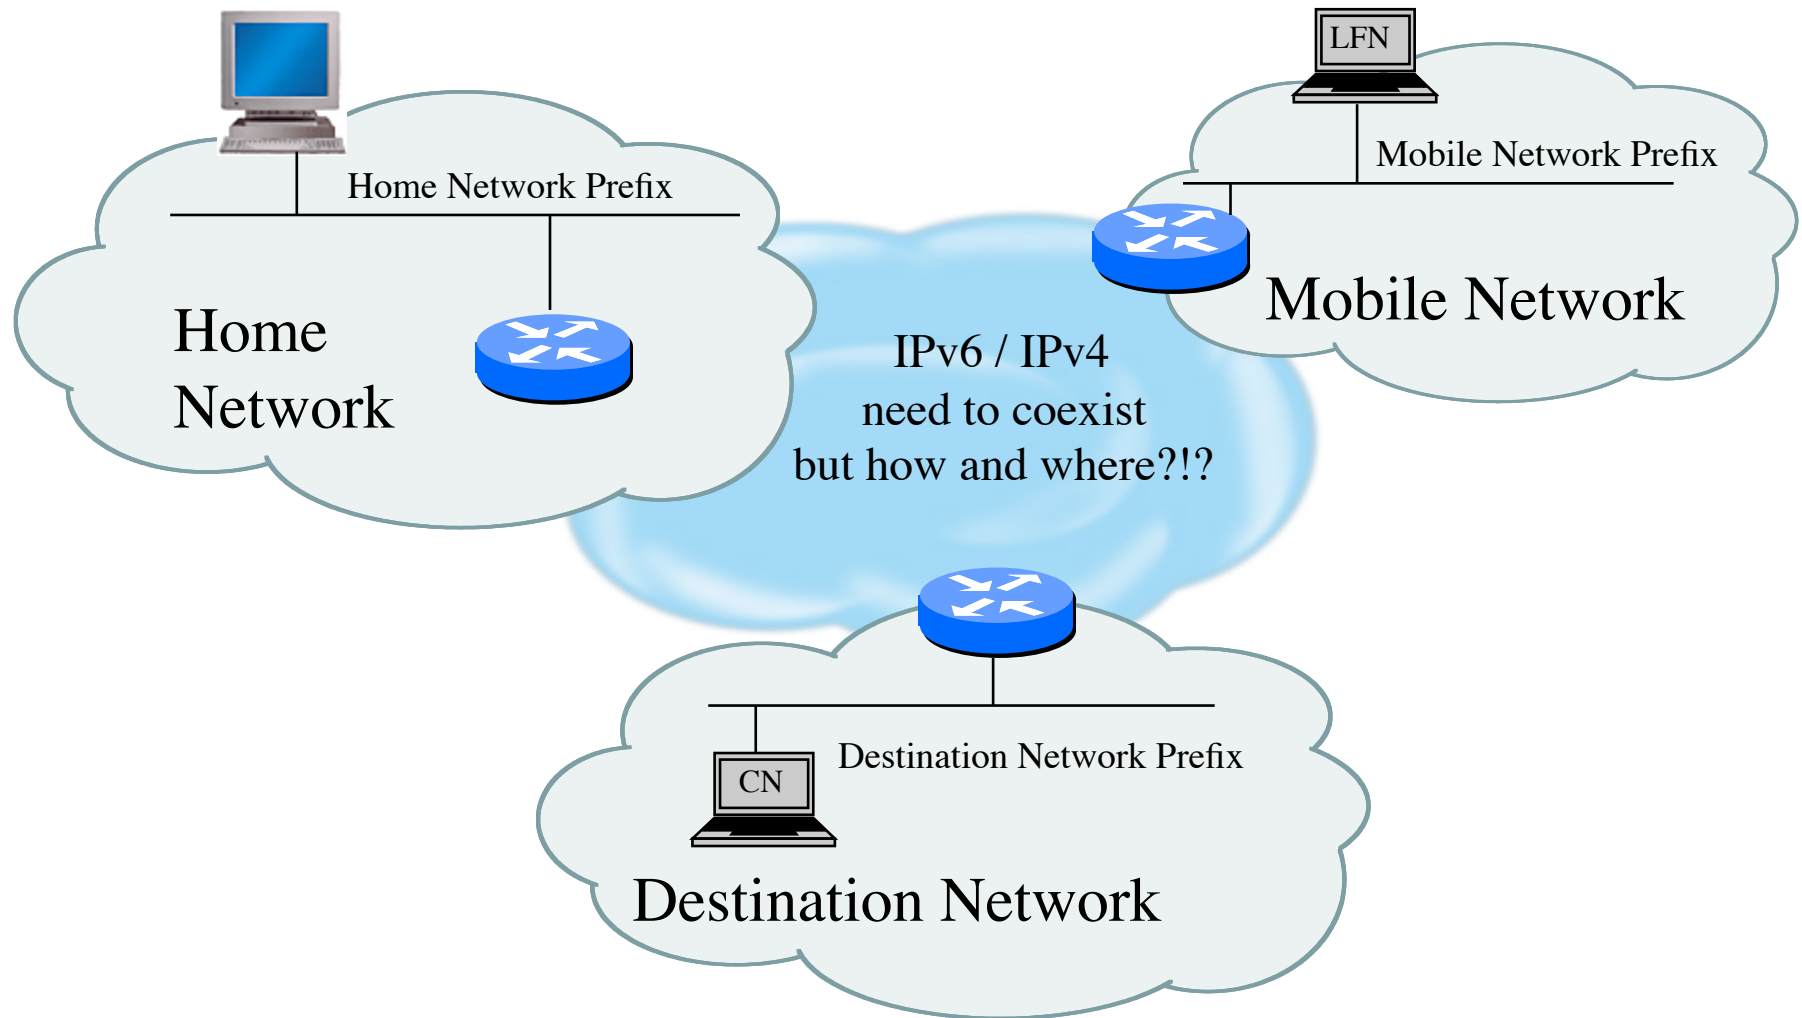 LFN
Mobile Network Prefix
Home Network Prefix
Mobile Network
Home
Network
IPv6 / IPv4
need to coexist
but how and where?!?
Destination Network Prefix
CN
Destination Network